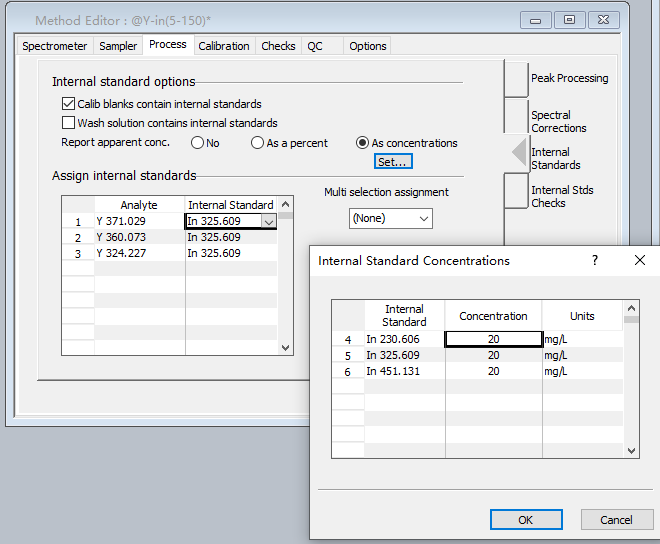 Method Editor : @Y-in(5-150)*
Spectrometer Sampler Process Calibration Checks QC Options
Internal standard options
Calib blanks contain internal standards
Wash solution contains internal standards
Report apparent conc. No As a percent As concentrations
Set...
Peak Processing
Spectral
Corrections
Internal
Standards
Internal Stds
Checks
Assign internal standards
Analyte Internal Standard
1 Y 371.029 In 325.609
2 Y 360.073 In 325.609
3 Y 324.227 In 325.609
Multi selection assignment
(None)
Internal Standard Concentrations ?
Internal
Standard Concentration Units
4 In 230.606 20 mg/L
5 In 325.609 20 mg/L
6 In 451.131 20 mg/L
OK Cancel